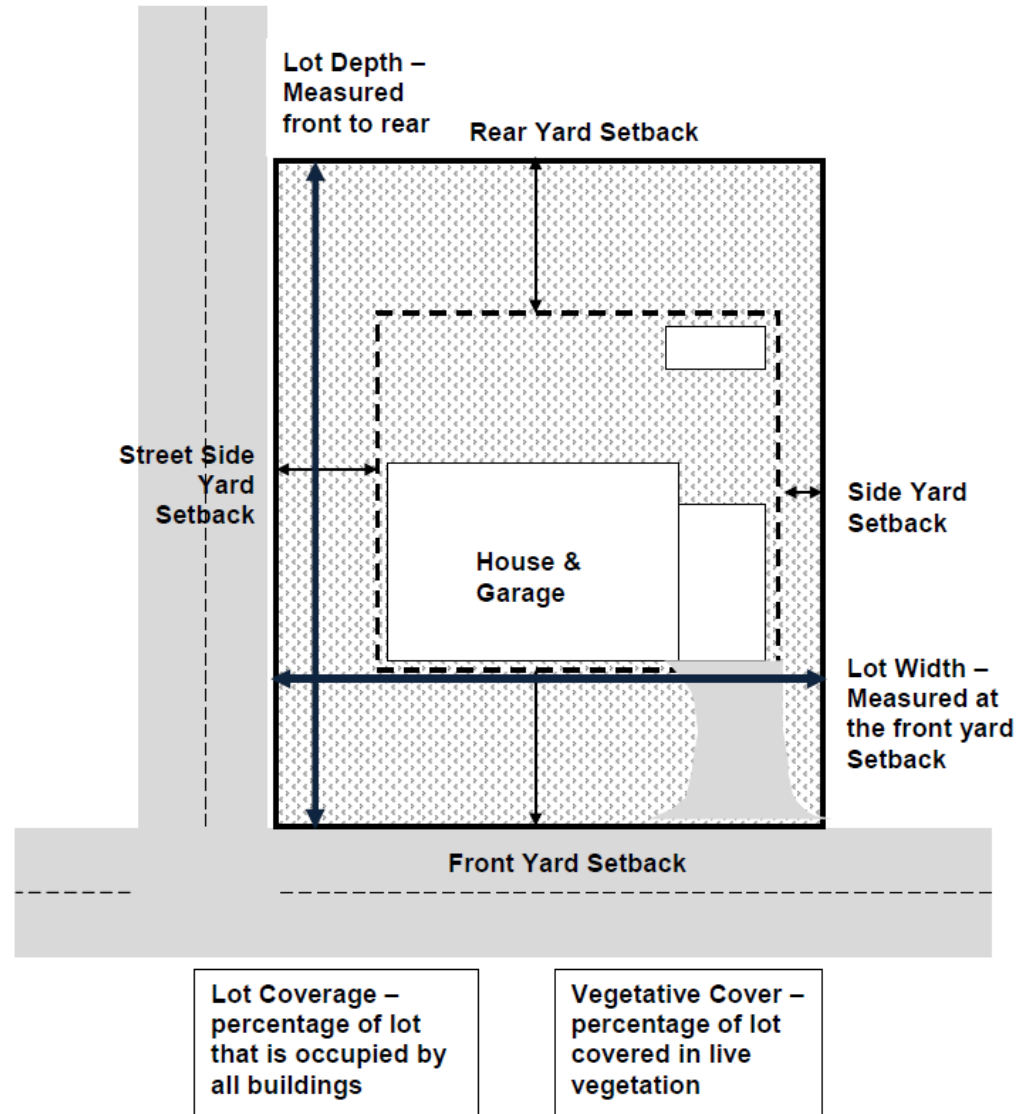 Lot Depth –
Measured
front to rear
Rear Yard Setback
Street Side
Yard
Setback
Side Yard
Setback
House &
Garage
Lot Width –
Measured at
the front yard
Setback
Front Yard Setback
Lot Coverage –
percentage of lot
that is occupied by
all buildings
Vegetative Cover –
percentage of lot
covered in live
vegetation